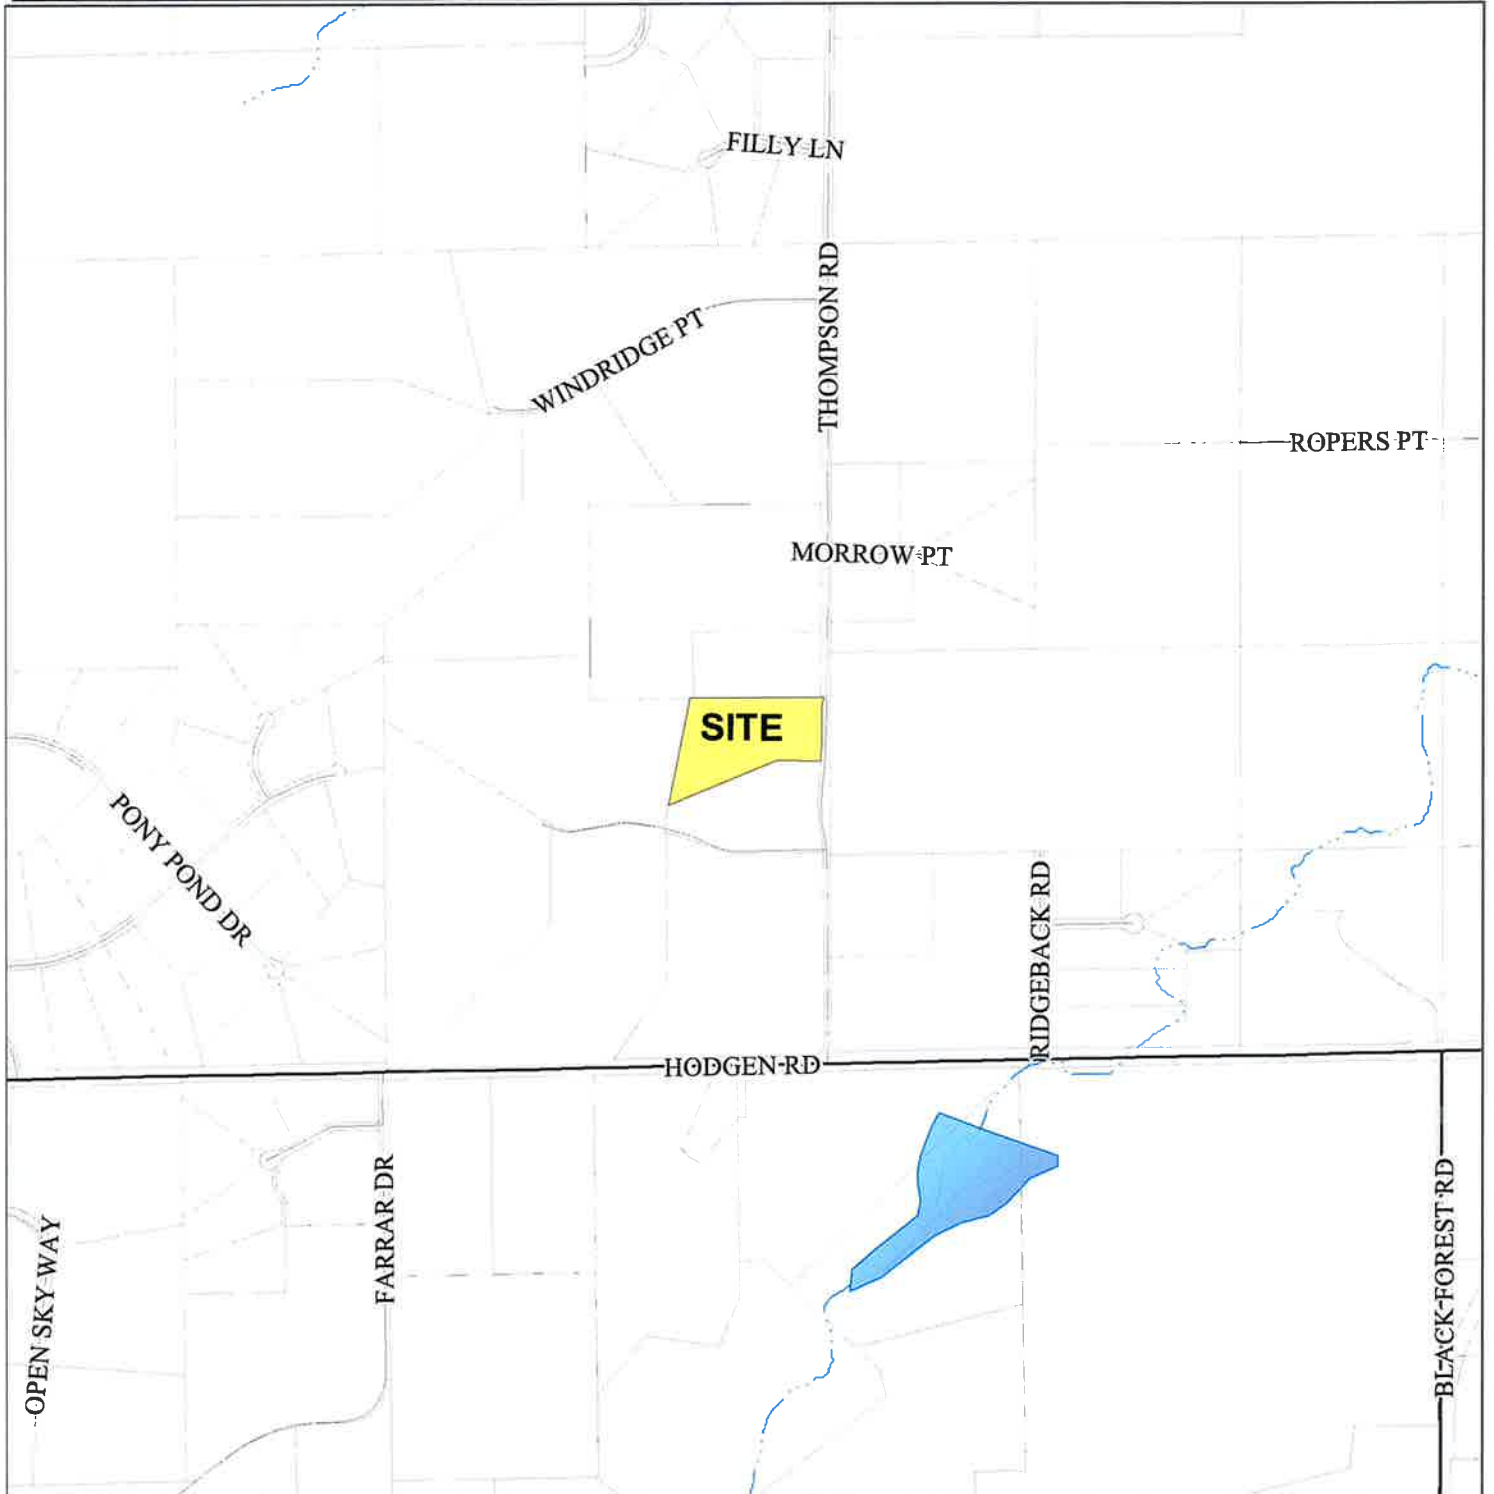 FILLY LN
THOMPSON RD
WINDRIDGE PT
ROPERS PT
MORROW PT
SITE
PONY POND DR
RIDGEBACK RD
HODGEN RD
FARRAR DR
OPEN SKY WAY
BLACK FOREST RD